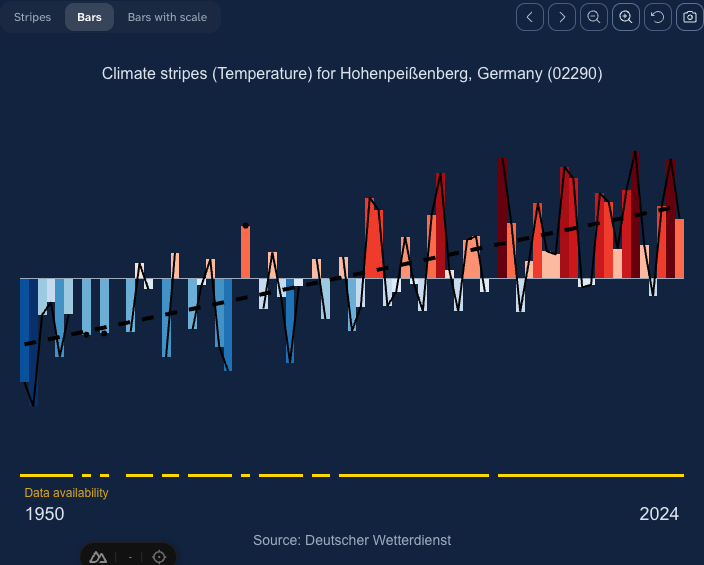 Stripes
Bars
Bars with scale
Climate stripes (Temperature) for Hohenpeißenberg, Germany (02290)
Data availability
1950
2024
Source: Deutscher Wetterdienst
-